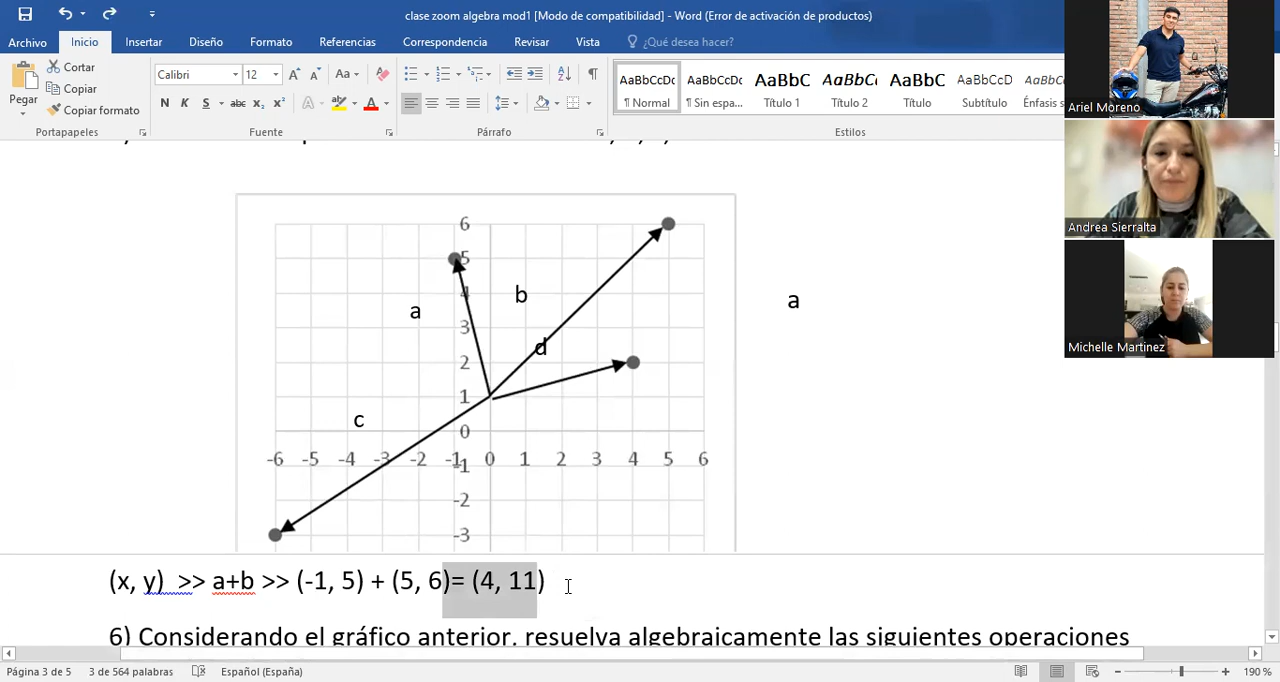 clase zoom algebra mod1 [Modo de compatibilidad] - Word (Error de activación de productos)
Archivo Inicio Insertar Diseño Formato Referencias Correspondencia Revisar Vista ¿Qué desea hacer?
Pegar
Cortar
Copiar
Copiar formato
Calibri 12
N K S abc x₂ x²
Portapapeles Fuente Párrafo Estilos
AaBbCcDc AaBbCcDc AaBbC AaBbCc AaBbC AaBbCcD AaBbCc
¶ Normal ¶ Sin espa... Título 1 Título 2 Título Subtítulo Énfasis s
Ariel Moreno
Andrea Sierralta
Michelle Martinez
6
5
4
3
2
1
0
-6 -5 -4 -3 -2 -1 0 1 2 3 4 5 6
-1
-2
-3
a
b
d
c
a
(x, y) >> a+b >> (-1, 5) + (5, 6)= (4, 11)
6) Considerando el gráfico anterior, resuelva algebraicamente las siguientes operaciones
Página 3 de 5 3 de 564 palabras Español (España) 190 %